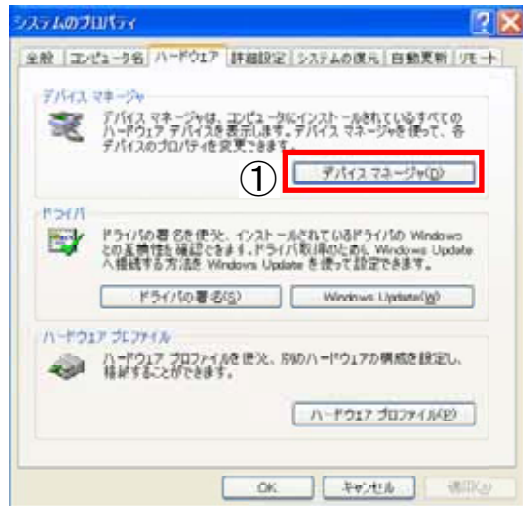 システムのプロパティ
全般 コンピュータ名 ハードウェア 詳細設定 システムの復元 自動更新 リモート
デバイス マネージャ
デバイス マネージャは、コンピュータにインストールされているすべての
ハードウェア デバイスを表示します。デバイス マネージャを使って、各
デバイスのプロパティを変更できます。
① デバイス マネージャ(D)
ドライバ
ドライバの署名を使うと、インストールされているドライバの Windows
との互換性を確認できます。ドライバ取得のために Windows Update
へ接続する方法を Windows Update を使って設定できます。
ドライバの署名(S) Windows Update(W)
ハードウェア プロファイル
ハードウェア プロファイルを使うと、別のハードウェアの構成を設定し、
格納することができます。
ハードウェア プロファイル(P)
OK キャンセル 適用(A)